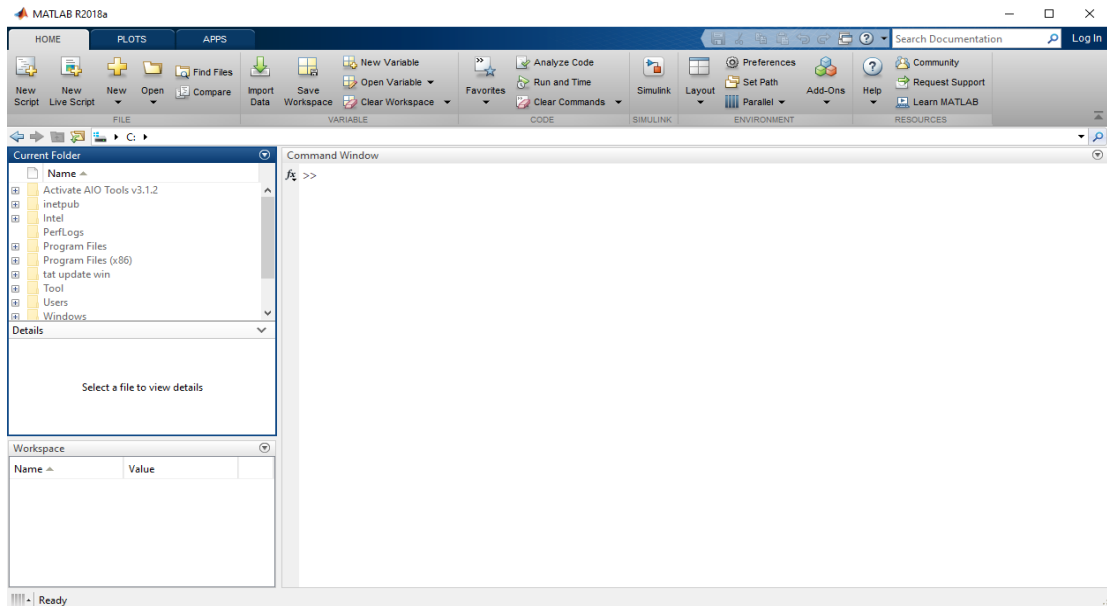 MATLAB R2018a
HOME PLOTS APPS
Search Documentation
Log In
New Script
New Live Script
New
Open
Find Files
Compare
Import Data
Save Workspace
New Variable
Open Variable
Clear Workspace
Favorites
Analyze Code
Run and Time
Clear Commands
Simulink
Layout
Preferences
Set Path
Parallel
Add-Ons
Help
Community
Request Support
Learn MATLAB
FILE VARIABLE CODE SIMULINK ENVIRONMENT RESOURCES
C:
Current Folder
Name
Activate AIO Tools v3.1.2
inetpub
Intel
PerfLogs
Program Files
Program Files (x86)
tat update win
Tool
Users
Windows
Details
Select a file to view details
Workspace
Name Value
Command Window
fx >>
Ready